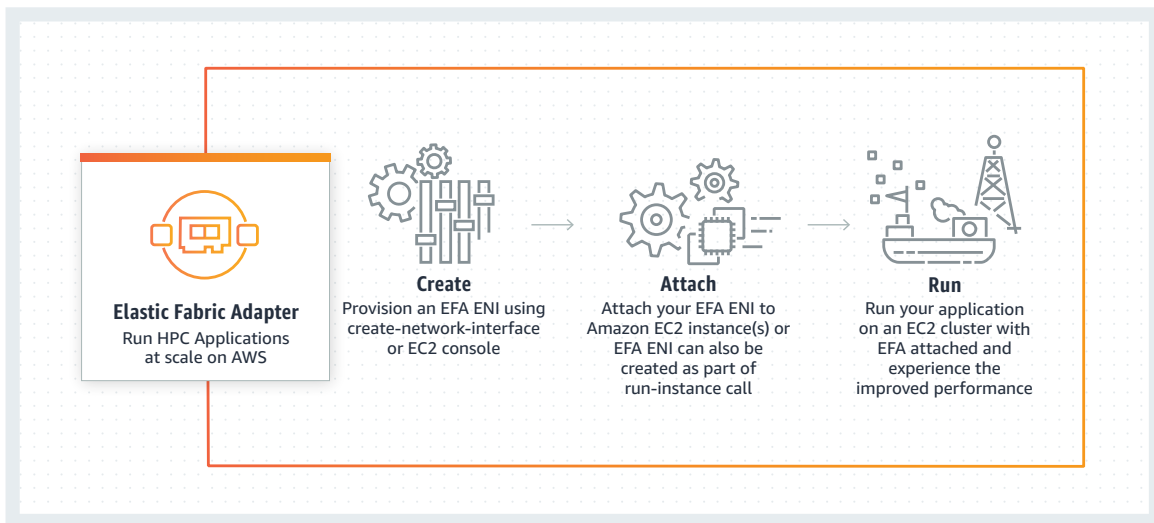 Elastic Fabric Adapter
Run HPC Applications
at scale on AWS
Create
Provision an EFA ENI using
create-network-interface
or EC2 console
Attach
Attach your EFA ENI to
Amazon EC2 instance(s) or
EFA ENI can also be
created as part of
run-instance call
Run
Run your application
on an EC2 cluster with
EFA attached and
experience the
improved performance